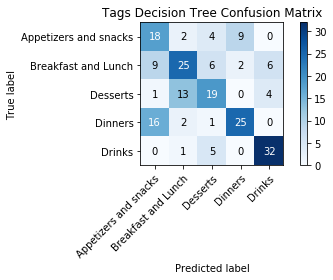 Tags Decision Tree Confusion Matrix
True label
Appetizers and snacks 18 2 4 9 0
Breakfast and Lunch 9 25 6 2 6
Desserts 1 13 19 0 4
Dinners 16 2 1 25 0
Drinks 0 1 5 0 32
Appetizers and snacks
Breakfast and Lunch
Desserts
Dinners
Drinks
Predicted label
30
25
20
15
10
5
0